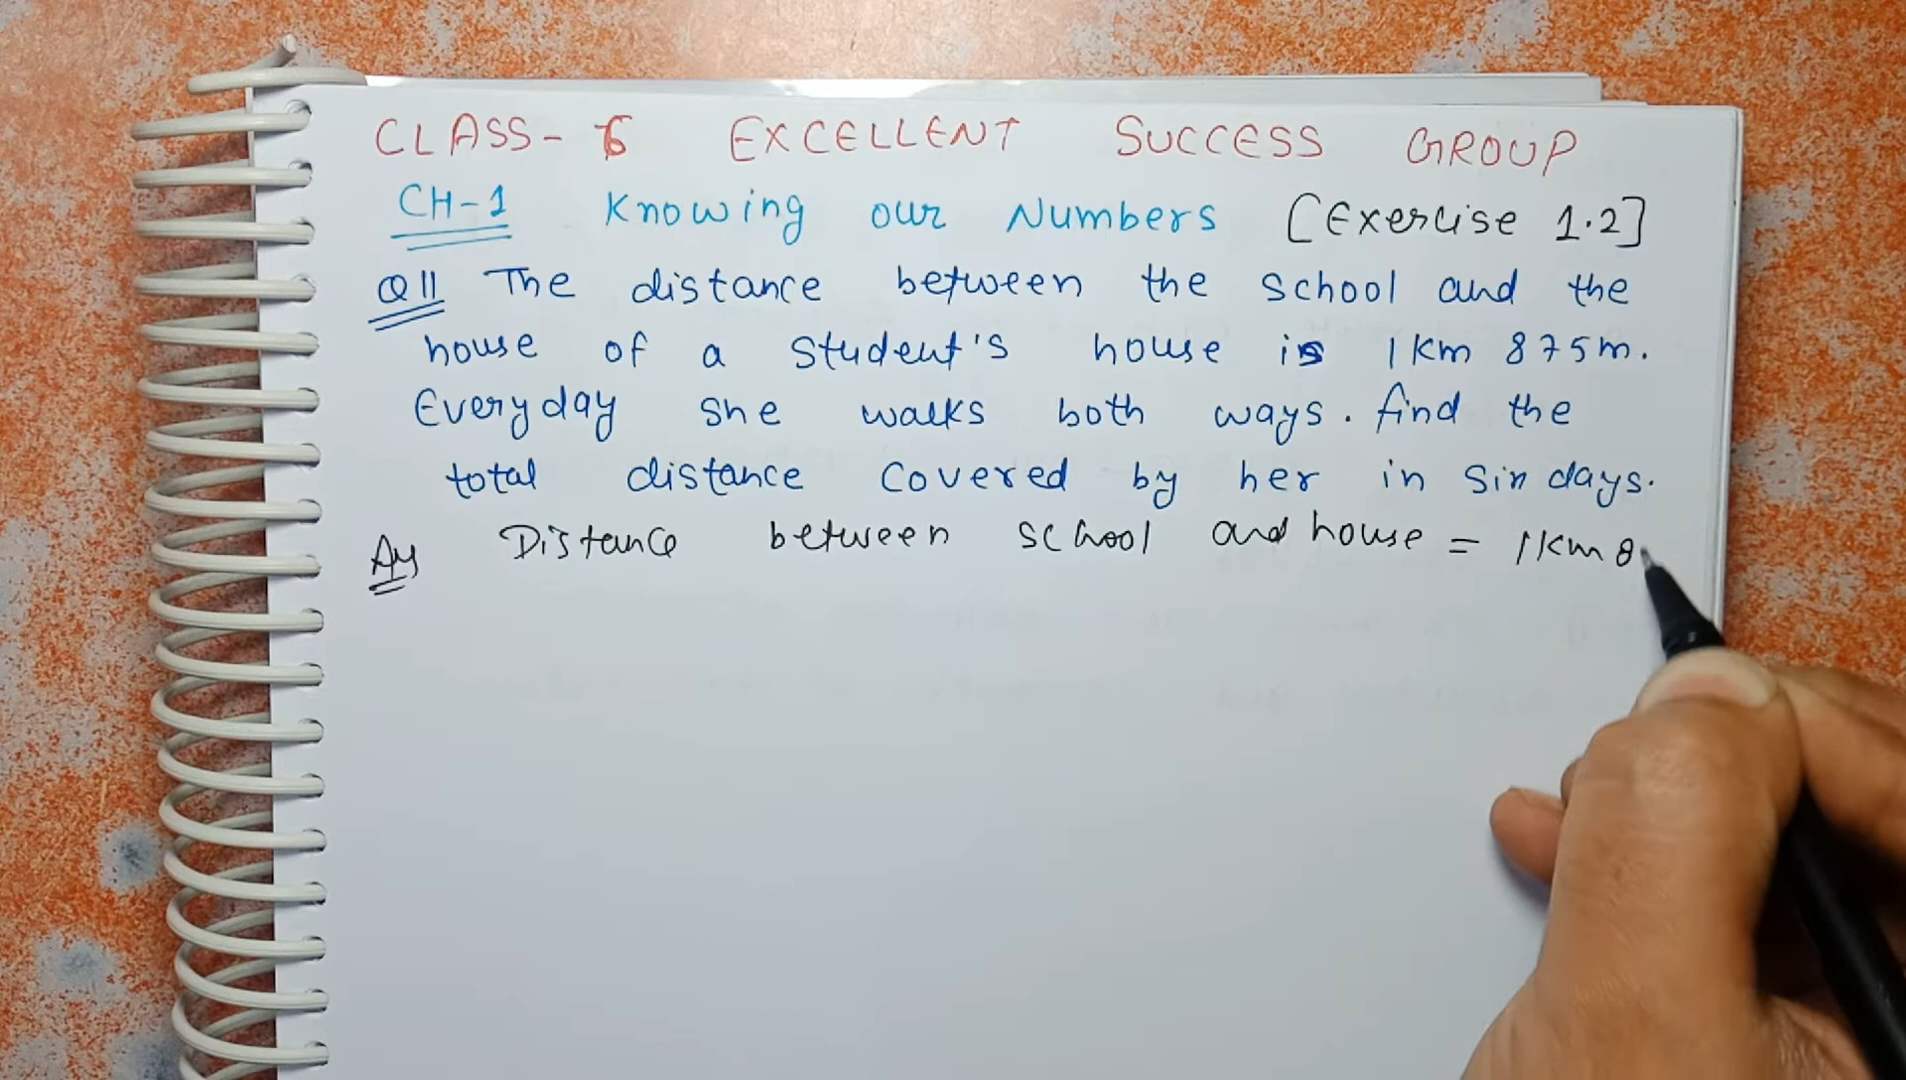 CLASS-6 EXCELLENT SUCCESS GROUP
CH-1 Knowing our Numbers [Exercise 1.2]
Q11 The distance between the school and the
house of a student's house is 1km 875m.
Everyday she walks both ways. find the
total distance covered by her in Six days.
Ans Distance between school and house = 1km 8